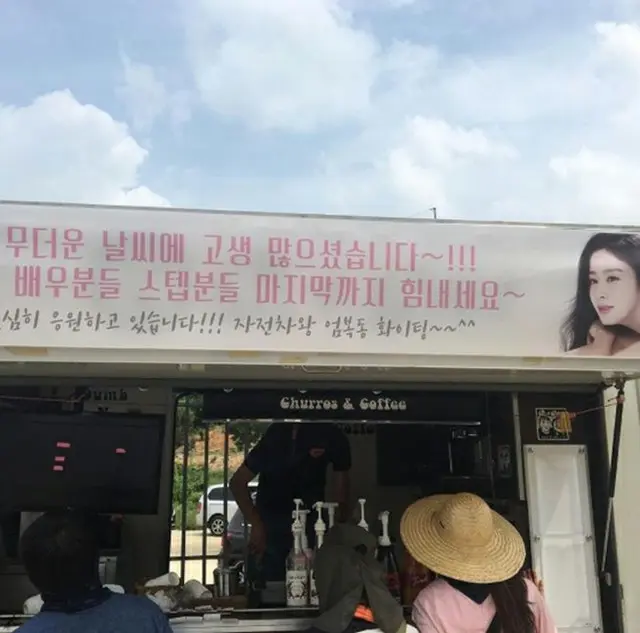 무더운 날씨에 고생 많으셨습니다~!!!
배우분들 스텝분들 마지막까지 힘내세요~
심히 응원하고 있습니다!!! 자전차왕 엄복동 화이팅~~^^
Churros & Coffee